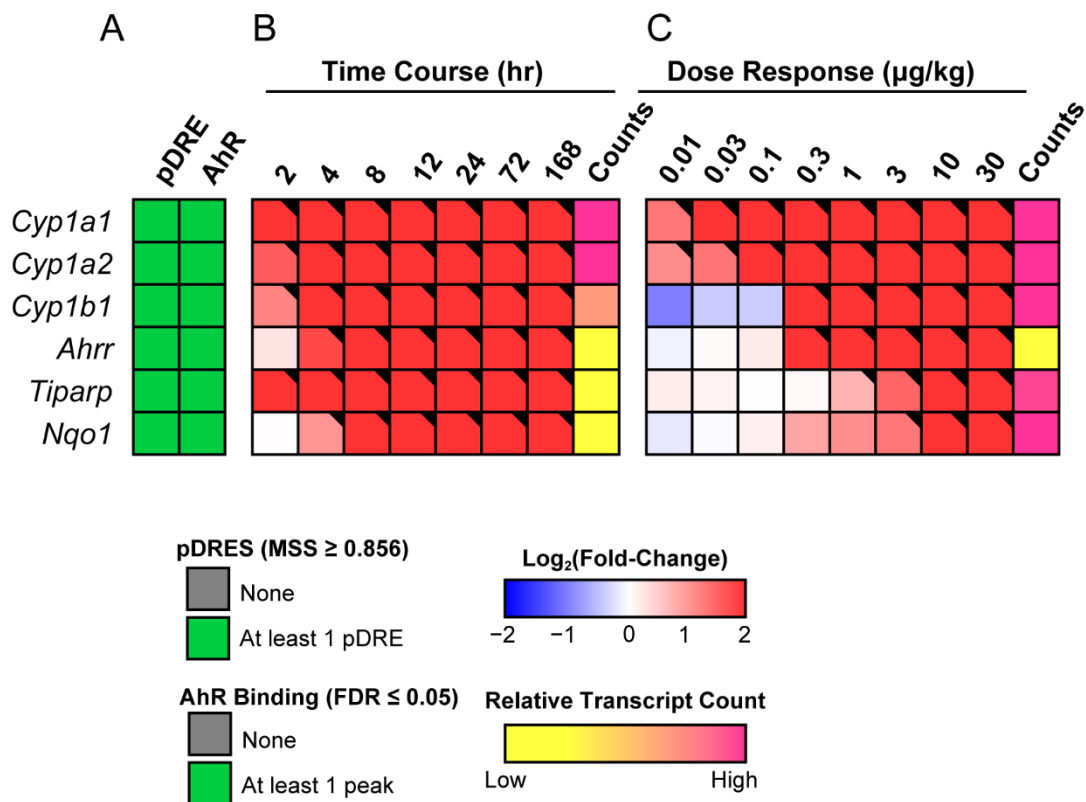 A B C
Time Course (hr) Dose Response (µg/kg)
pDRE AhR 2 4 8 12 24 72 168 Counts 0.01 0.03 0.1 0.3 1 3 10 30 Counts
Cyp1a1
Cyp1a2
Cyp1b1
Ahrr
Tiparp
Nqo1
pDRES (MSS ≥ 0.856)
None
At least 1 pDRE
Log₂(Fold-Change)
−2 −1 0 1 2
AhR Binding (FDR ≤ 0.05)
None
At least 1 peak
Relative Transcript Count
Low High